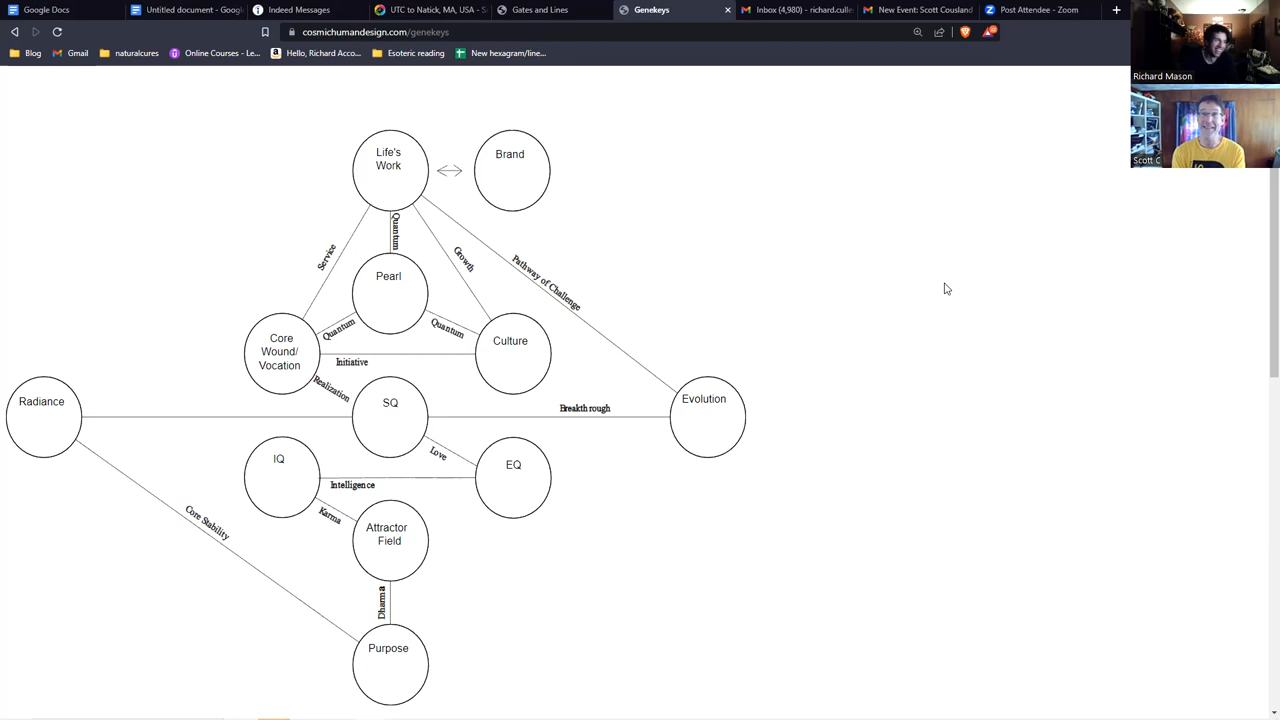 Google Docs
Untitled document - Googl
Indeed Messages
UTC to Natick, MA, USA - S
Gates and Lines
Genekeys
Inbox (4,980) - richard.culle
New Event: Scott Cousland
Post Attendee - Zoom
cosmichumandesign.com/genekeys
Blog
Gmail
naturalcures
Online Courses - Le...
Hello, Richard Acco...
Esoteric reading
New hexagram/line...
Richard Mason
Scott C
Life's
Work
Brand
Service
Quantum
Growth
Pathway of Challenge
Pearl
Quantum
Quantum
Core
Wound/
Vocation
Culture
Initiative
Realization
Radiance
SQ
Breakthrough
Evolution
Love
IQ
EQ
Intelligence
Karma
Core Stability
Attractor
Field
Dharma
Purpose